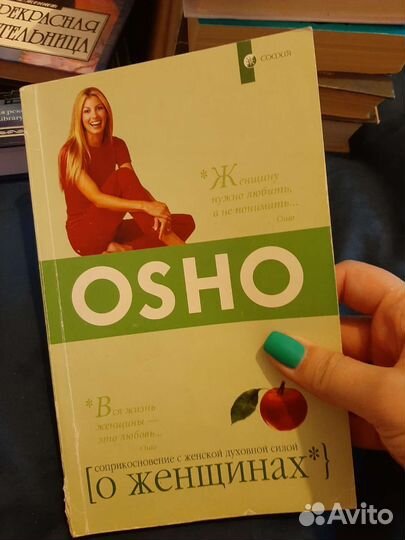 ПРЕКРАСНАЯ
СОФИЯ
*Женщину
нужно любить,
а не понимать...
Ошо
OSHO
*Вся жизнь
женщины —
это любовь...
Ошо
соприкосновение с женской духовной силой
[о женщинах*}
Avito